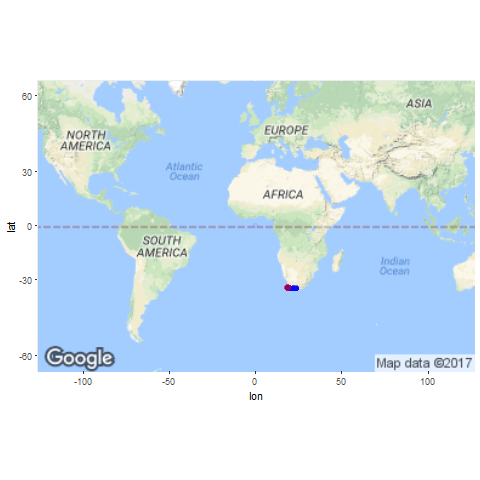 60
30
0
-30
-60
lat
NORTH
AMERICA
Atlantic
Ocean
EUROPE
ASIA
AFRICA
SOUTH
AMERICA
Indian
Ocean
Google
Map data ©2017
-100
-50
0
50
100
lon